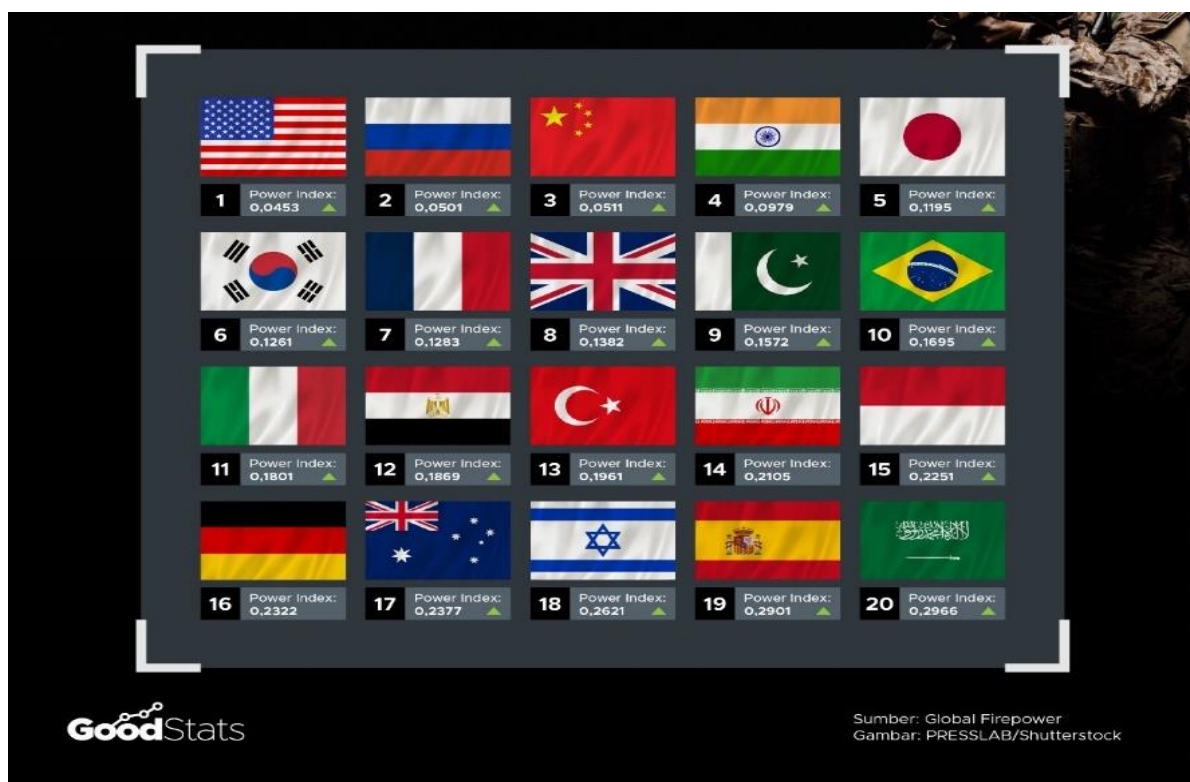 1 Power Index:
0,0453
2 Power Index:
0,0501
3 Power Index:
0,0511
4 Power Index:
0,0979
5 Power Index:
0,1195
6 Power Index:
0,1261
7 Power Index:
0,1283
8 Power Index:
0,1382
9 Power Index:
0,1572
10 Power Index:
0,1695
11 Power Index:
0,1801
12 Power Index:
0,1869
13 Power Index:
0,1961
14 Power Index:
0,2105
15 Power Index:
0,2251
16 Power Index:
0,2322
17 Power Index:
0,2377
18 Power Index:
0,2621
19 Power Index:
0,2901
20 Power Index:
0,2966
GoodStats
Sumber: Global Firepower
Gambar: PRESSLAB/Shutterstock